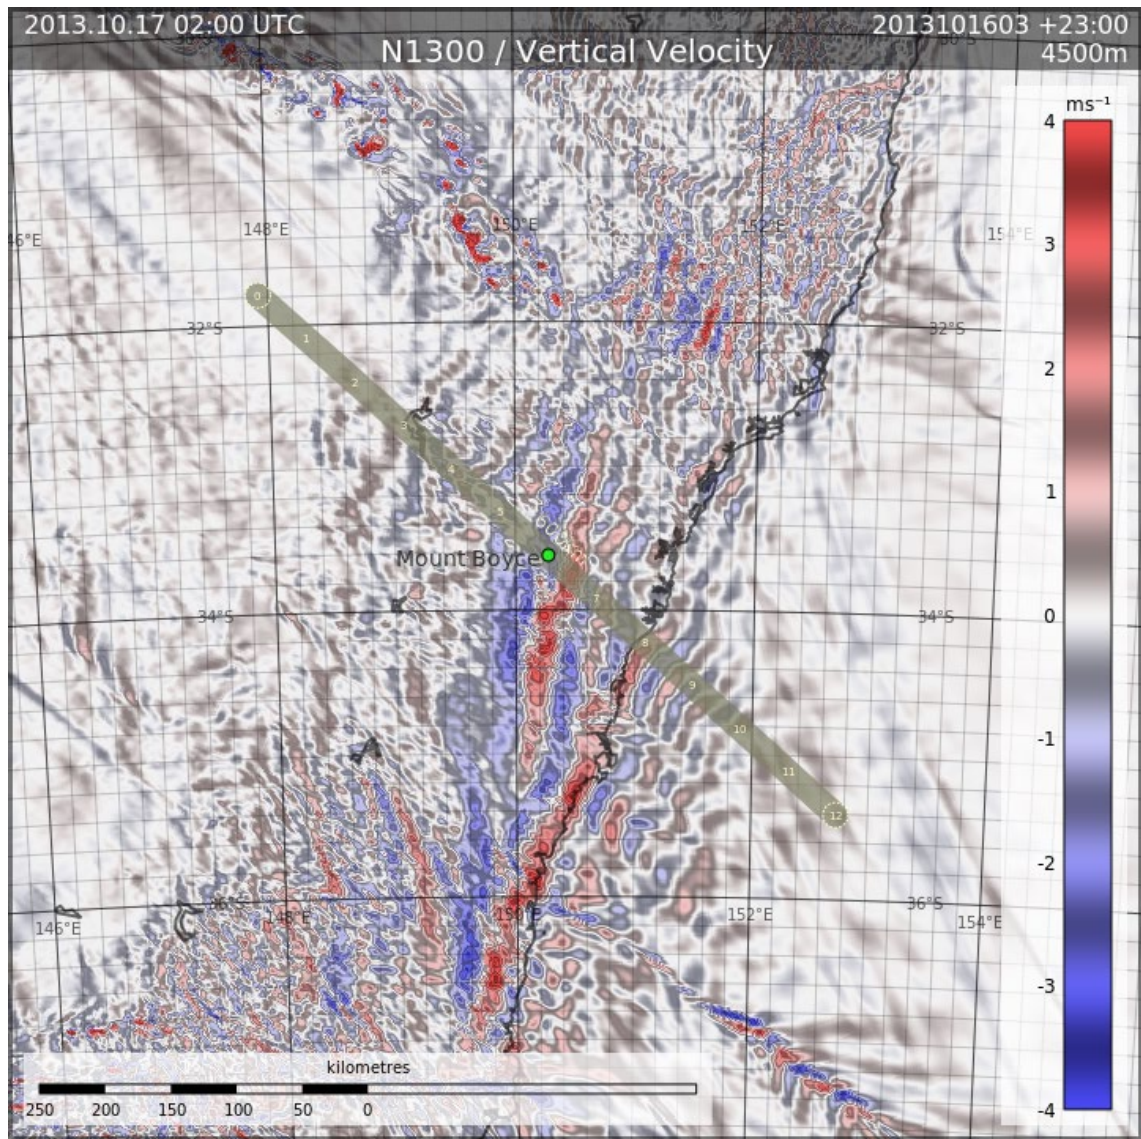 2013.10.17 02:00 UTC
2013101603 +23:00
N1300 / Vertical Velocity
4500m
ms⁻¹
4
3
2
1
0
-1
-2
-3
-4
46°E
148°E
150°E
152°E
154°E
0
32°S
32°S
1
2
3
4
5
Mount Boyce
7
34°S
34°S
8
9
10
11
12
36°S
148°E
150°E
152°E
36°S
146°E
154°E
kilometres
250 200 150 100 50 0